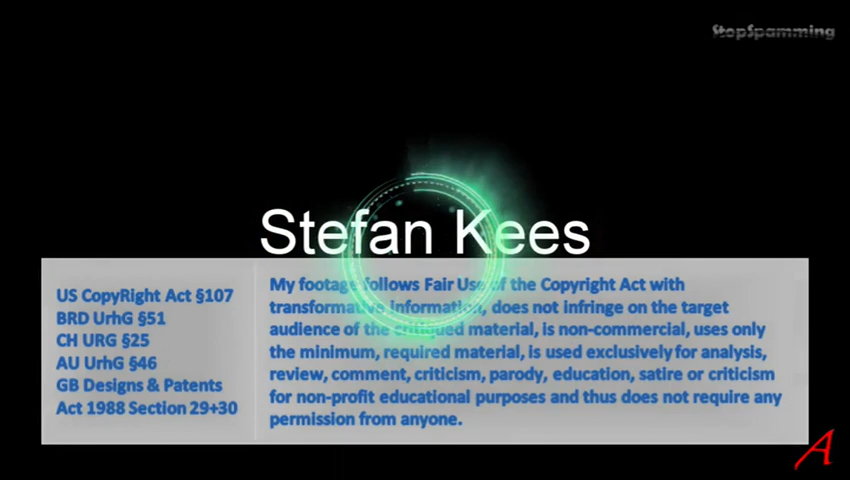 StopSpamming
Stefan Kees
US CopyRight Act §107
BRD UrhG §51
CH URG §25
AU UrhG §46
GB Designs & Patents
Act 1988 Section 29+30
My footage follows Fair Use of the Copyright Act with
transformative information, does not infringe on the target
audience of the critiqued material, is non-commercial, uses only
the minimum, required material, is used exclusively for analysis,
review, comment, criticism, parody, education, satire or criticism
for non-profit educational purposes and thus does not require any
permission from anyone.
A